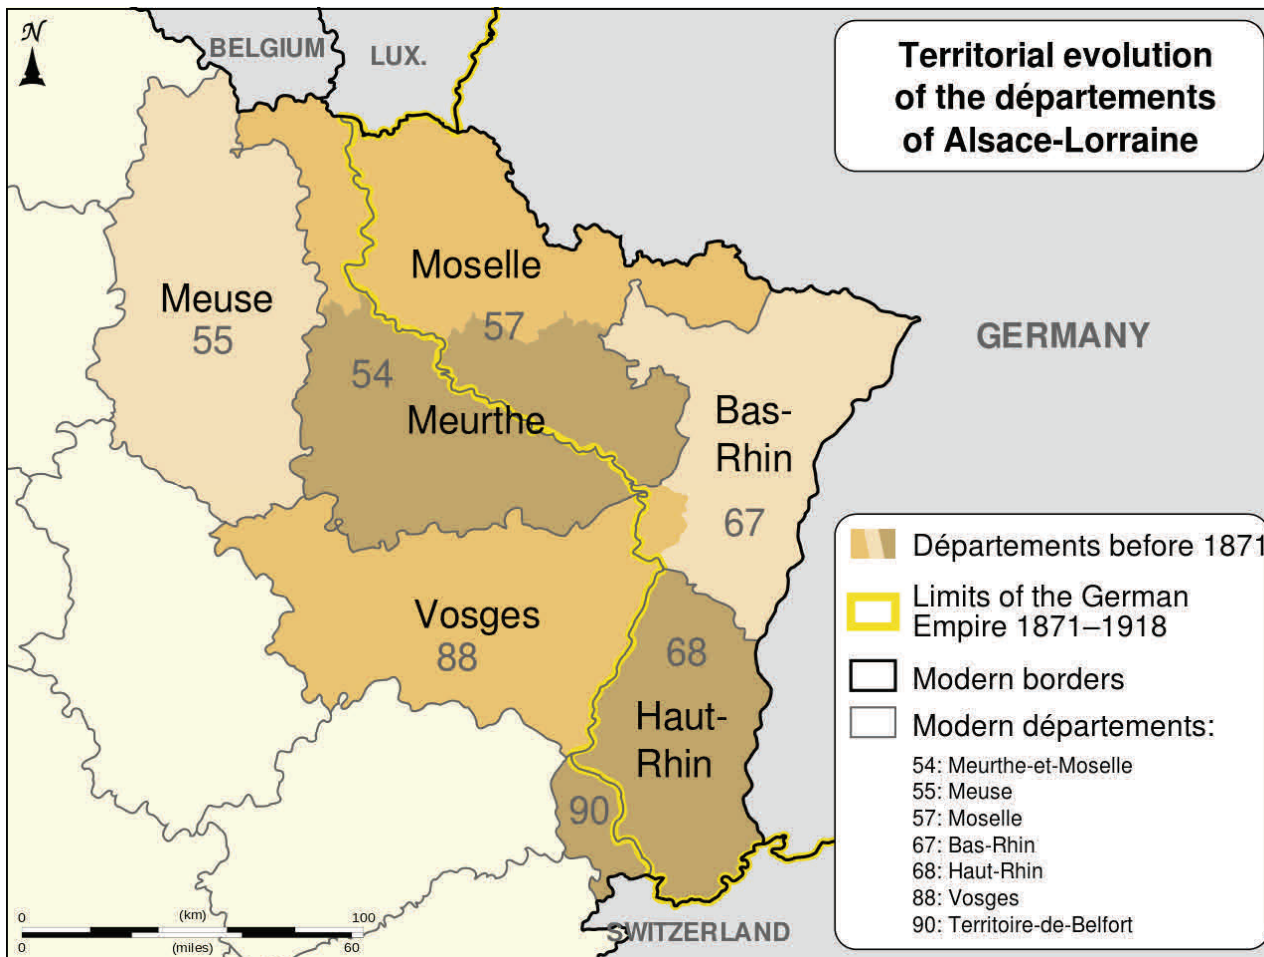 N
BELGIUM
LUX.
Territorial evolution
of the départements
of Alsace-Lorraine
Moselle
57
Meuse
55
GERMANY
54
Meurthe
Bas-
Rhin
67
Vosges
88
68
Haut-
Rhin
90
SWITZERLAND
Départements before 1871
Limits of the German
Empire 1871–1918
Modern borders
Modern départements:
54: Meurthe-et-Moselle
55: Meuse
57: Moselle
67: Bas-Rhin
68: Haut-Rhin
88: Vosges
90: Territoire-de-Belfort
0 (km) 100
0 (miles) 60